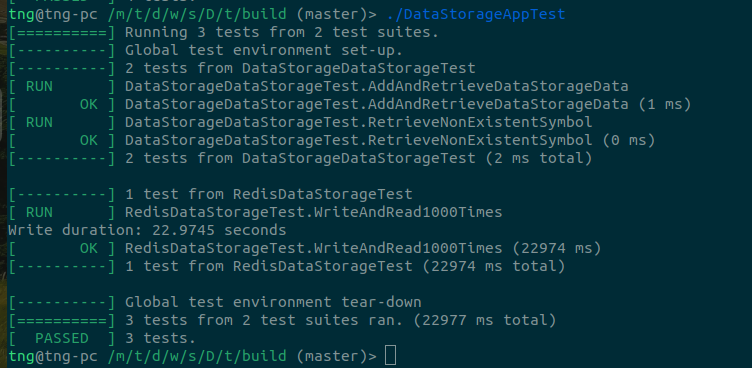 tng@tng-pc /m/t/d/w/s/D/t/build (master)> ./DataStorageAppTest
[==========] Running 3 tests from 2 test suites.
[----------] Global test environment set-up.
[----------] 2 tests from DataStorageDataStorageTest
[ RUN      ] DataStorageDataStorageTest.AddAndRetrieveDataStorageData
[       OK ] DataStorageDataStorageTest.AddAndRetrieveDataStorageData (1 ms)
[ RUN      ] DataStorageDataStorageTest.RetrieveNonExistentSymbol
[       OK ] DataStorageDataStorageTest.RetrieveNonExistentSymbol (0 ms)
[----------] 2 tests from DataStorageDataStorageTest (2 ms total)
[----------] 1 test from RedisDataStorageTest
[ RUN      ] RedisDataStorageTest.WriteAndRead1000Times
Write duration: 22.9745 seconds
[       OK ] RedisDataStorageTest.WriteAndRead1000Times (22974 ms)
[----------] 1 test from RedisDataStorageTest (22974 ms total)
[----------] Global test environment tear-down
[==========] 3 tests from 2 test suites ran. (22977 ms total)
[  PASSED  ] 3 tests.
tng@tng-pc /m/t/d/w/s/D/t/build (master)>